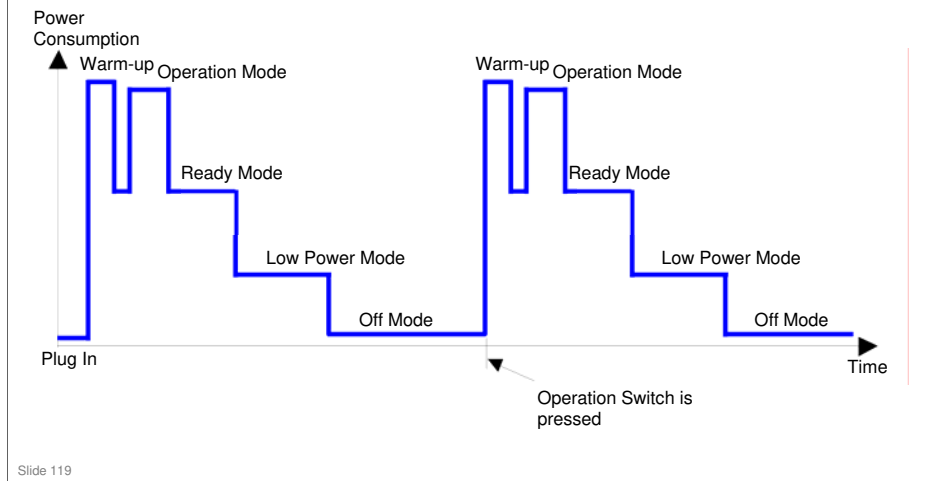 Power
Consumption
Warm-up
Operation Mode
Warm-up
Operation Mode
Ready Mode
Ready Mode
Low Power Mode
Low Power Mode
Off Mode
Off Mode
Plug In
Time
Operation Switch is
pressed
Slide 119